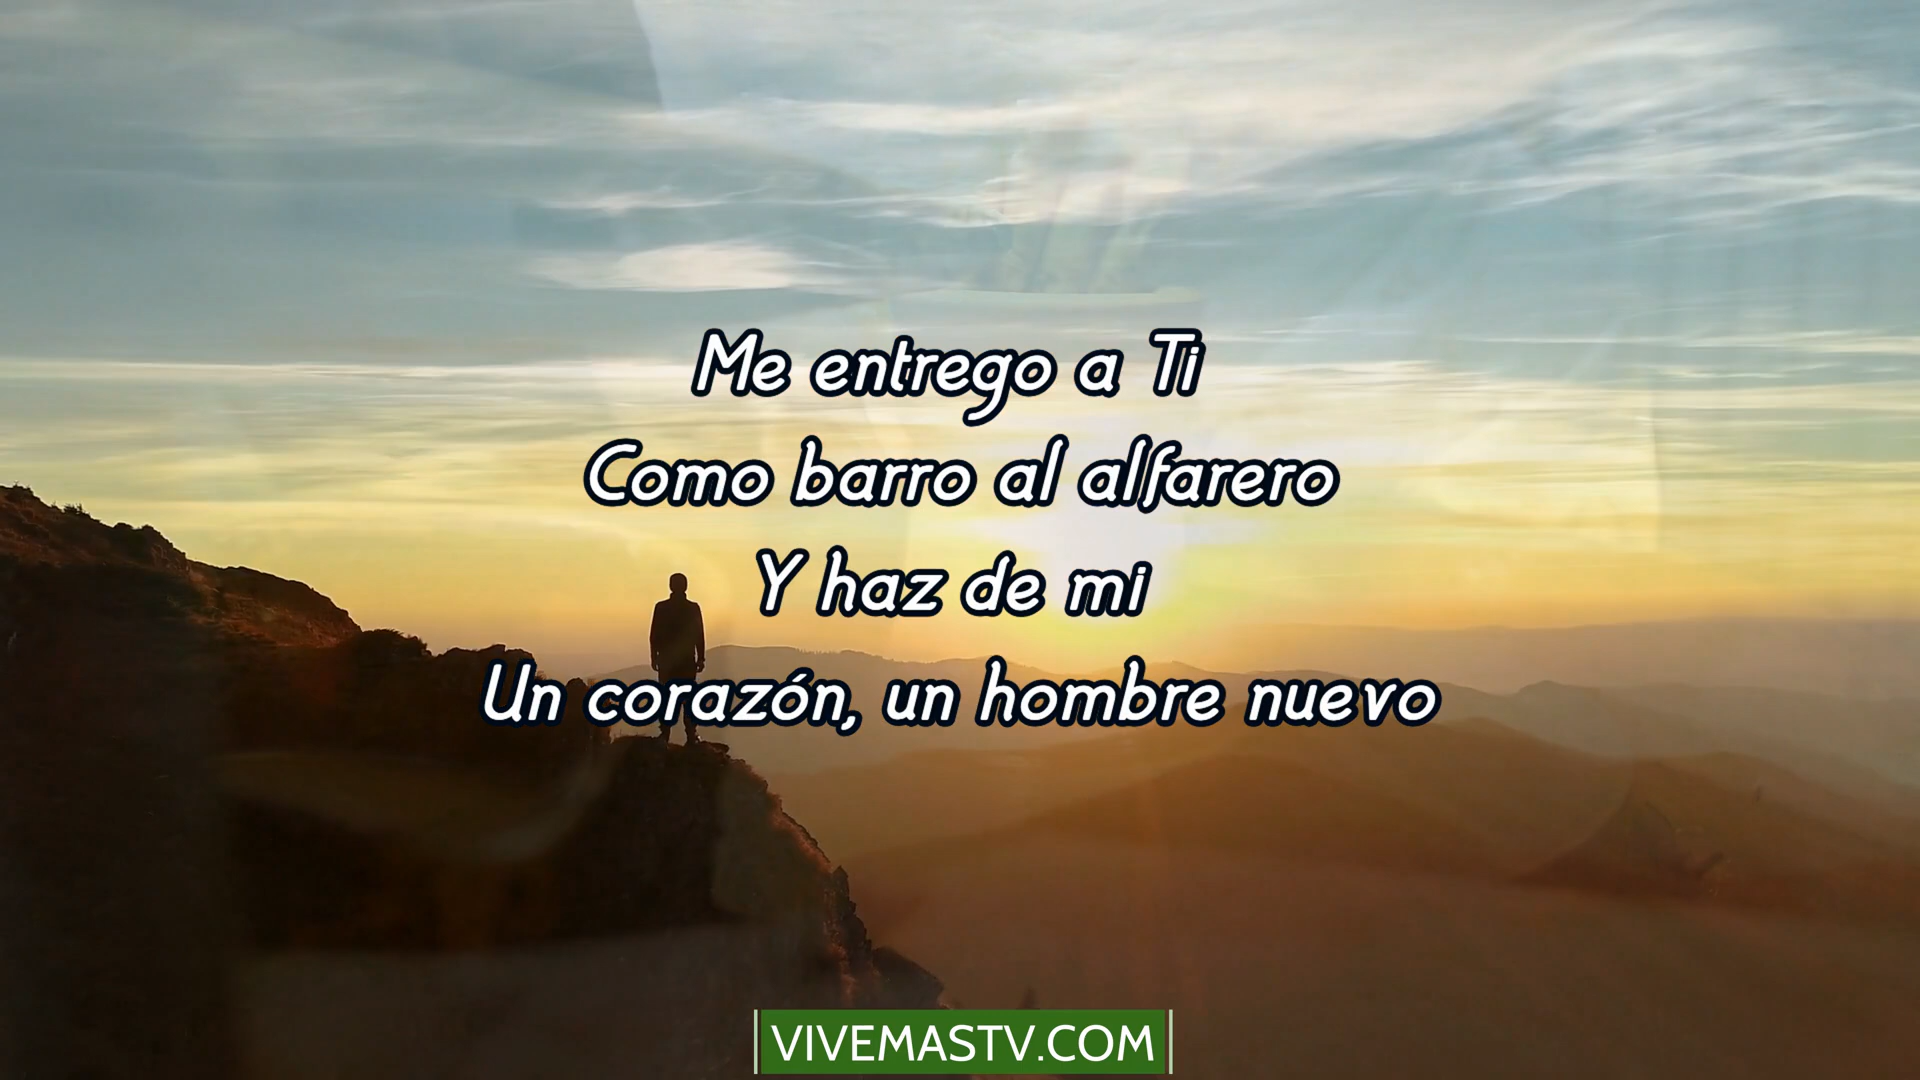 Me entrego a Ti
Como barro al alfarero
Y haz de mi
Un corazón, un hombre nuevo
VIVEMASTV.COM